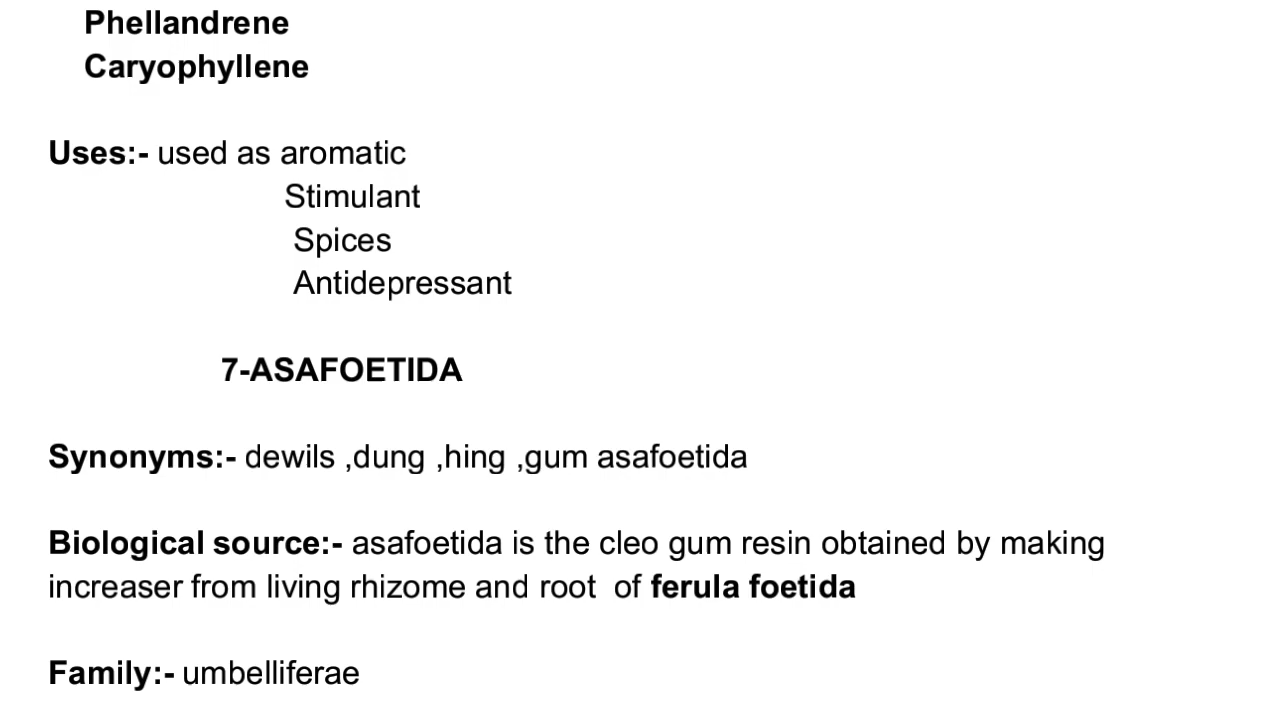 Phellandrene
Caryophyllene
Uses:- used as aromatic
Stimulant
Spices
Antidepressant
7-ASAFOETIDA
Synonyms:- dewils ,dung ,hing ,gum asafoetida
Biological source:- asafoetida is the cleo gum resin obtained by making
increaser from living rhizome and root  of ferula foetida
Family:- umbelliferae